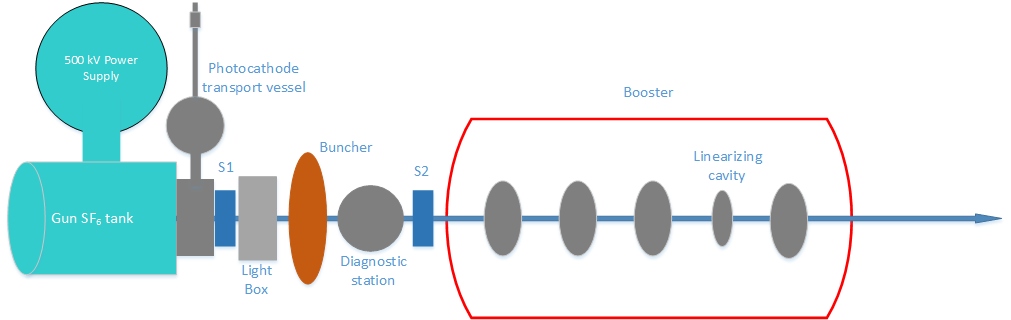 500 kV Power
Supply
Photocathode
transport vessel
Booster
Buncher
S1
S2
Linearizing
cavity
Gun SF₆ tank
Light
Box
Diagnostic
station